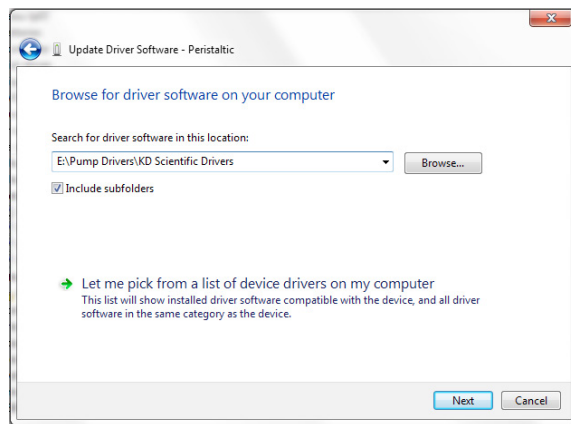 Update Driver Software - Peristaltic
Browse for driver software on your computer
Search for driver software in this location:
E:\Pump Drivers\KD Scientific Drivers
Browse...
Include subfolders
Let me pick from a list of device drivers on my computer
This list will show installed driver software compatible with the device, and all driver
software in the same category as the device.
Next
Cancel